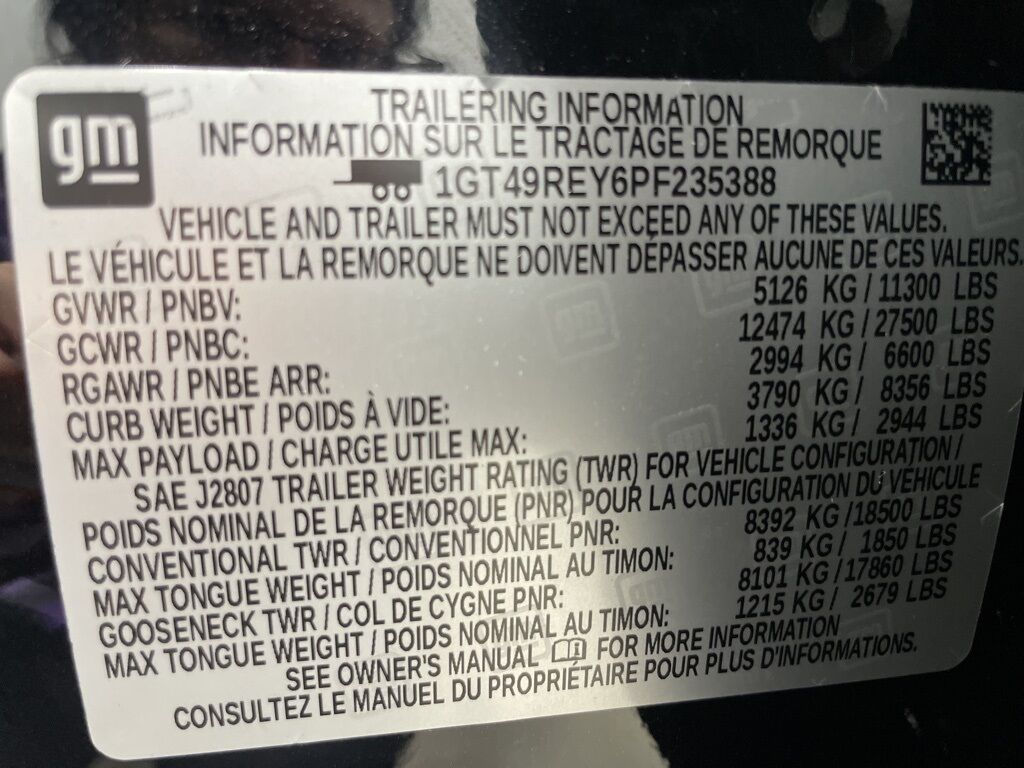 gm
TRAILERING INFORMATION
INFORMATION SUR LE TRACTAGE DE REMORQUE
1GT49REY6PF235388
VEHICLE AND TRAILER MUST NOT EXCEED ANY OF THESE VALUES.
LE VÉHICULE ET LA REMORQUE NE DOIVENT DÉPASSER AUCUNE DE CES VALEURS.
GVWR / PNBV: 5126 KG / 11300 LBS
GCWR / PNBC: 12474 KG / 27500 LBS
RGAWR / PNBE ARR: 2994 KG / 6600 LBS
CURB WEIGHT / POIDS À VIDE: 3790 KG / 8356 LBS
MAX PAYLOAD / CHARGE UTILE MAX: 1336 KG / 2944 LBS
SAE J2807 TRAILER WEIGHT RATING (TWR) FOR VEHICLE CONFIGURATION /
POIDS NOMINAL DE LA REMORQUE (PNR) POUR LA CONFIGURATION DU VÉHICULE
CONVENTIONAL TWR / CONVENTIONNEL PNR: 8392 KG / 18500 LBS
MAX TONGUE WEIGHT / POIDS NOMINAL AU TIMON: 839 KG / 1850 LBS
GOOSENECK TWR / COL DE CYGNE PNR: 8101 KG / 17860 LBS
MAX TONGUE WEIGHT / POIDS NOMINAL AU TIMON: 1215 KG / 2679 LBS
SEE OWNER'S MANUAL FOR MORE INFORMATION
CONSULTEZ LE MANUEL DU PROPRIÉTAIRE POUR PLUS D'INFORMATIONS.